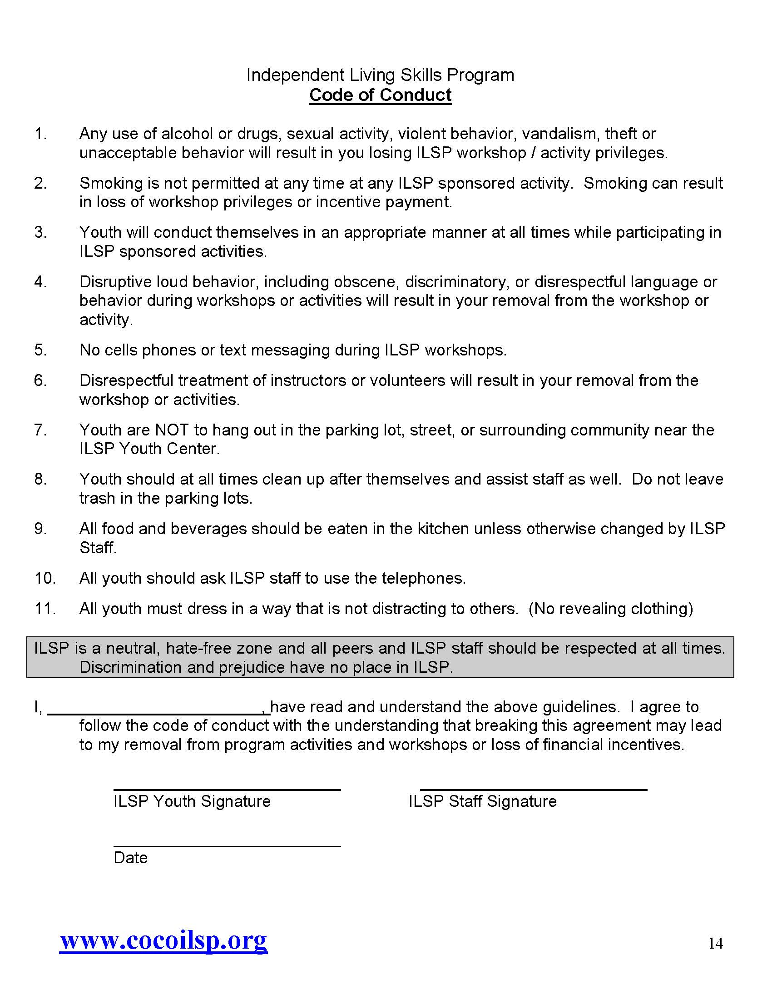 Independent Living Skills Program
Code of Conduct
1. Any use of alcohol or drugs, sexual activity, violent behavior, vandalism, theft or
unacceptable behavior will result in you losing ILSP workshop / activity privileges.
2. Smoking is not permitted at any time at any ILSP sponsored activity. Smoking can result
in loss of workshop privileges or incentive payment.
3. Youth will conduct themselves in an appropriate manner at all times while participating in
ILSP sponsored activities.
4. Disruptive loud behavior, including obscene, discriminatory, or disrespectful language or
behavior during workshops or activities will result in your removal from the workshop or
activity.
5. No cells phones or text messaging during ILSP workshops.
6. Disrespectful treatment of instructors or volunteers will result in your removal from the
workshop or activities.
7. Youth are NOT to hang out in the parking lot, street, or surrounding community near the
ILSP Youth Center.
8. Youth should at all times clean up after themselves and assist staff as well. Do not leave
trash in the parking lots.
9. All food and beverages should be eaten in the kitchen unless otherwise changed by ILSP
Staff.
10. All youth should ask ILSP staff to use the telephones.
11. All youth must dress in a way that is not distracting to others. (No revealing clothing)
ILSP is a neutral, hate-free zone and all peers and ILSP staff should be respected at all times.
Discrimination and prejudice have no place in ILSP.
I, ________________________, have read and understand the above guidelines. I agree to
follow the code of conduct with the understanding that breaking this agreement may lead
to my removal from program activities and workshops or loss of financial incentives.
ILSP Youth Signature ILSP Staff Signature
Date
www.cocoilsp.org 14